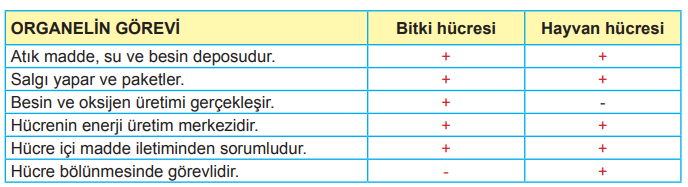 ORGANELİN GÖREVİ Bitki hücresi Hayvan hücresi
Atık madde, su ve besin deposudur. + +
Salgı yapar ve paketler. + +
Besin ve oksijen üretimi gerçekleşir. + -
Hücrenin enerji üretim merkezidir. + +
Hücre içi madde iletiminden sorumludur. + +
Hücre bölünmesinde görevlidir. - +